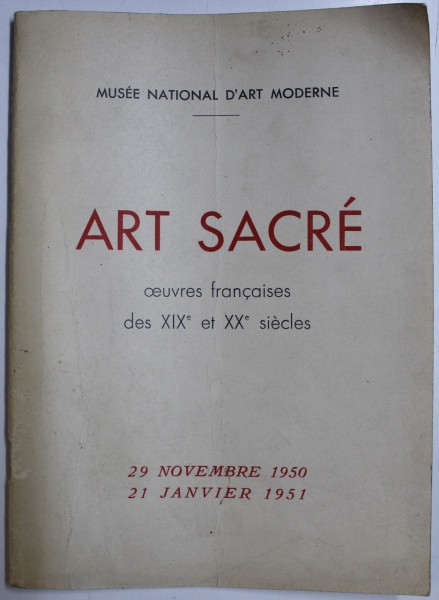 MUSÉE NATIONAL D'ART MODERNE
ART SACRÉ
œuvres françaises
des XIXe et XXe siècles
29 NOVEMBRE 1950
21 JANVIER 1951